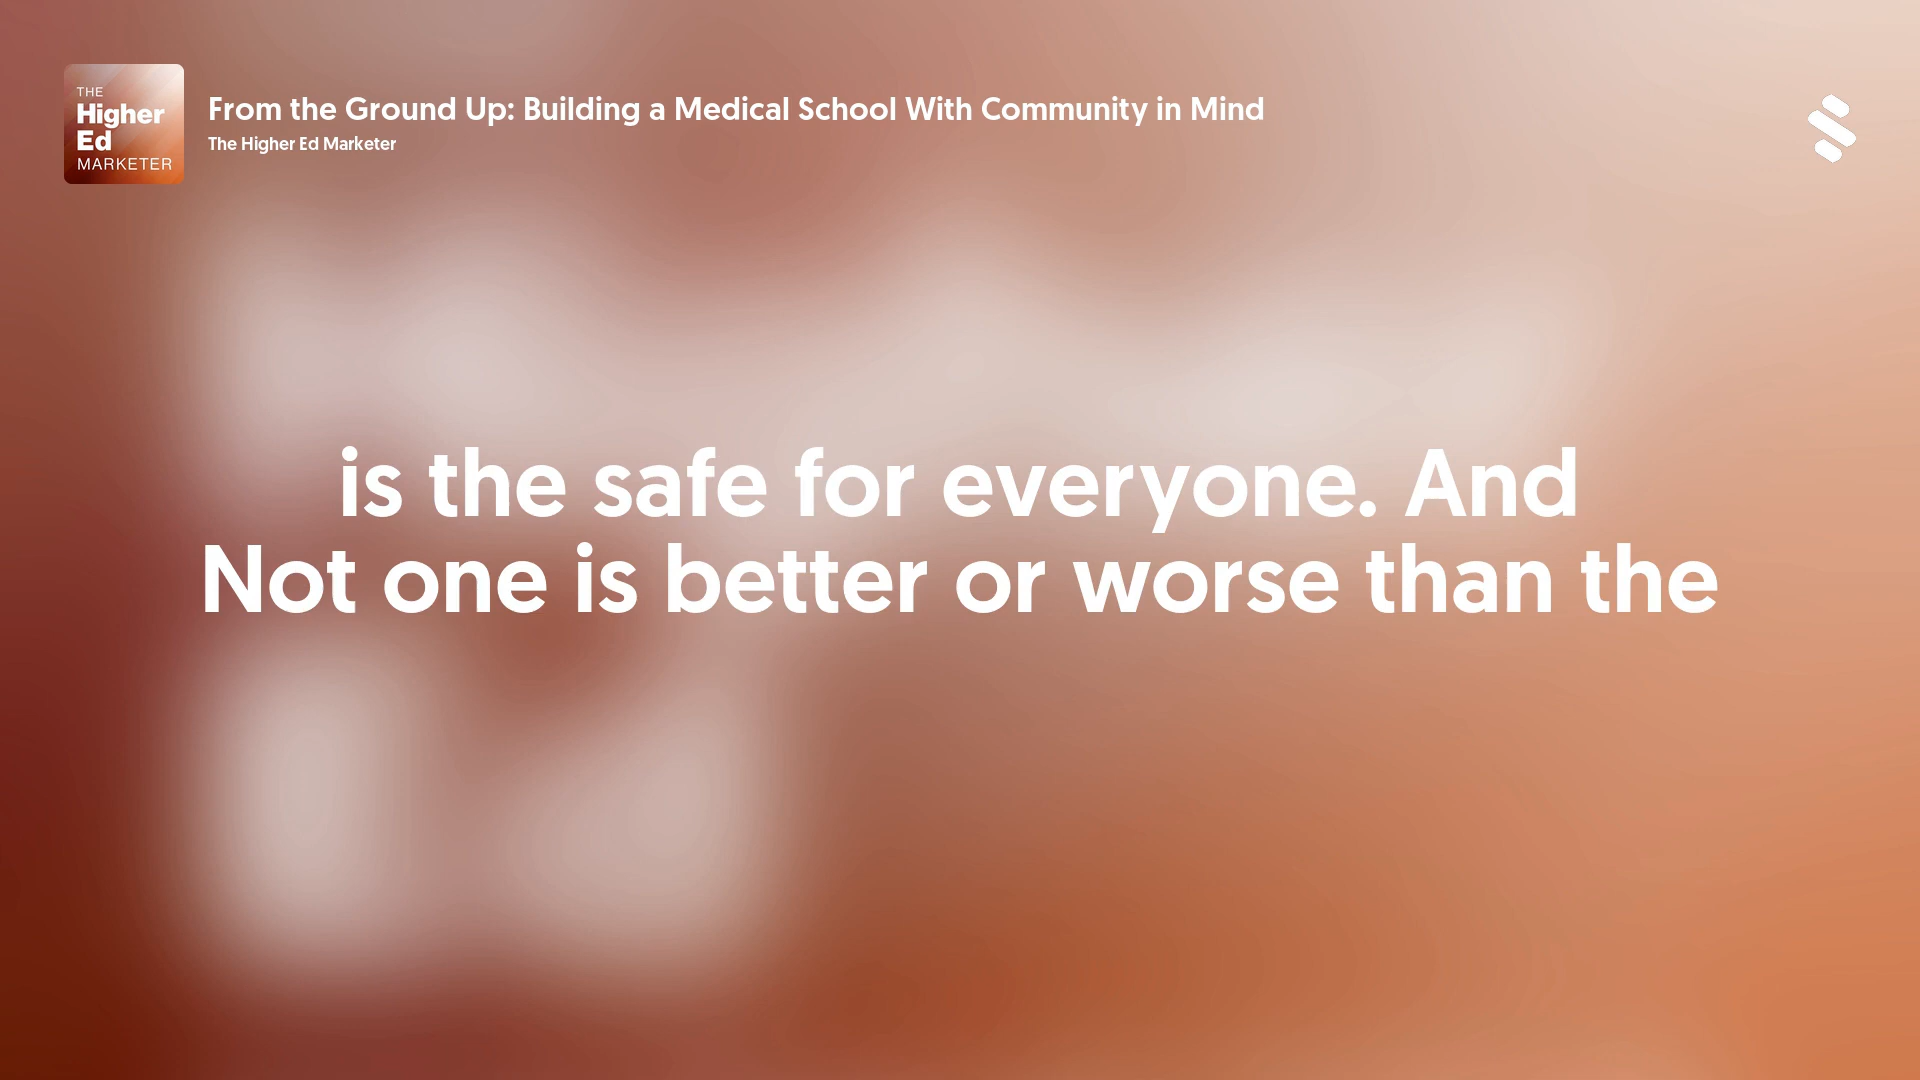 THE
Higher
Ed
MARKETER
From the Ground Up: Building a Medical School With Community in Mind
The Higher Ed Marketer
is the safe for everyone. And
Not one is better or worse than the